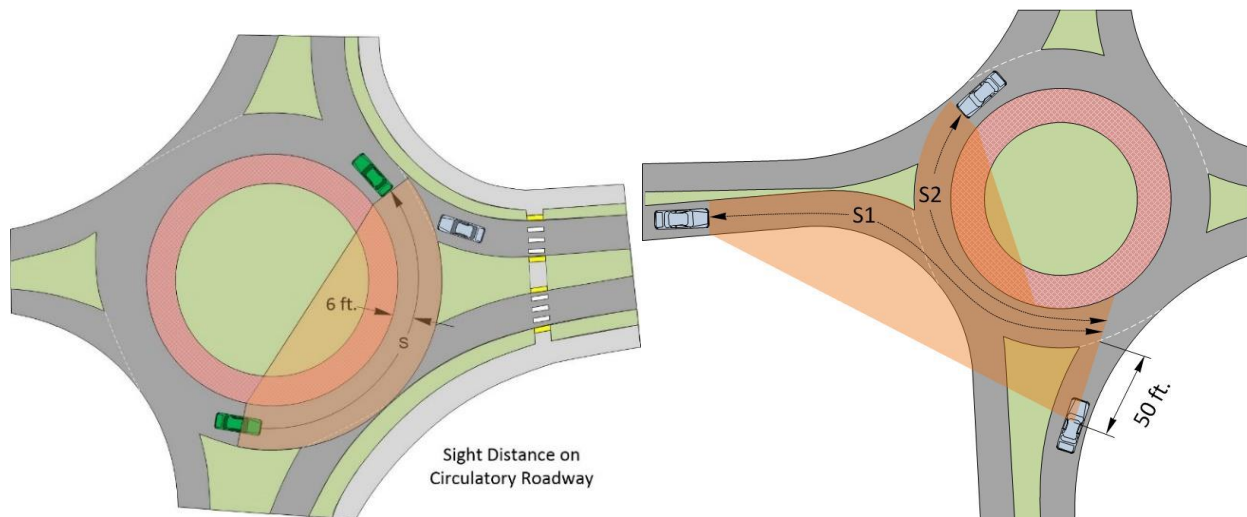 6 ft.
S
Sight Distance on
Circulatory Roadway
S1
S2
50 ft.